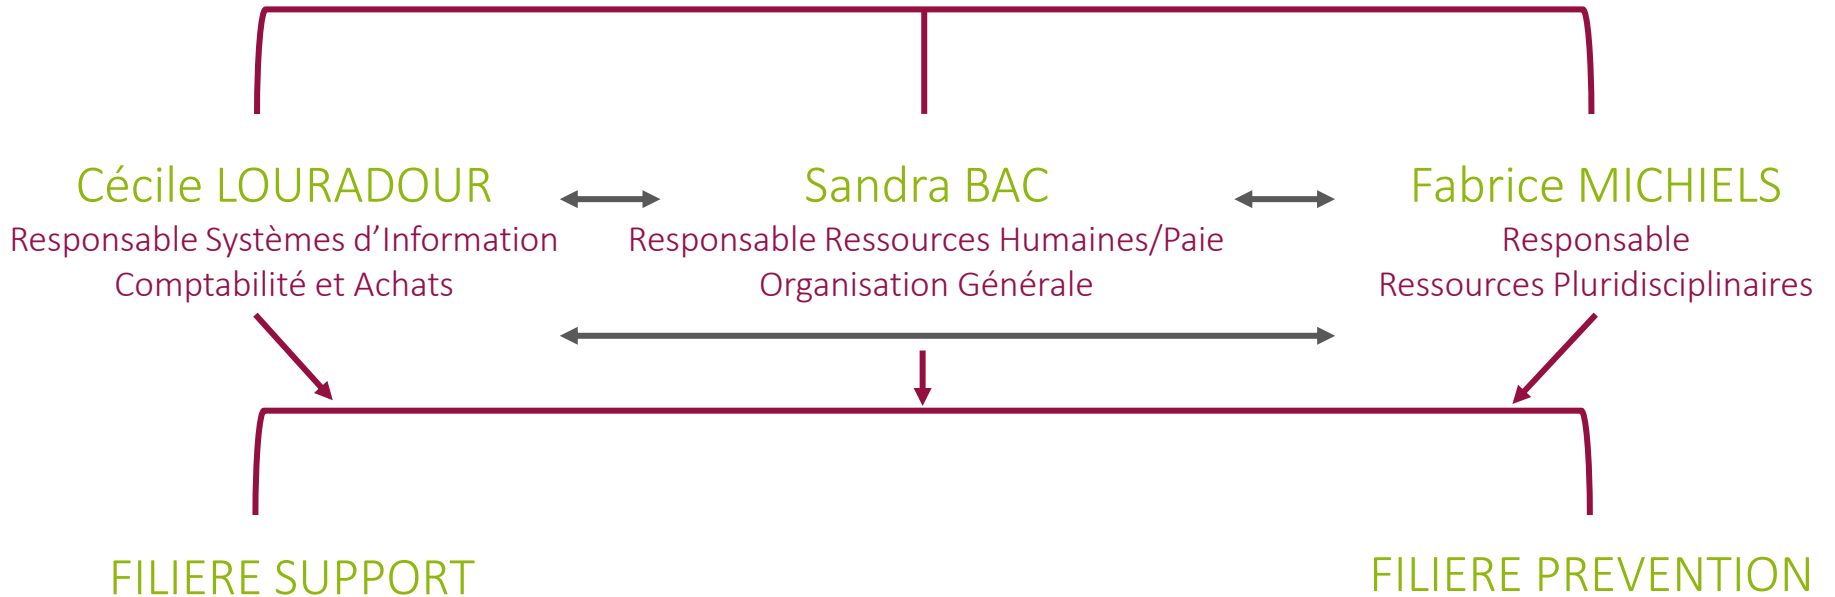 Cécile LOURADOUR
Responsable Systèmes d’Information
Comptabilité et Achats
Sandra BAC
Responsable Ressources Humaines/Paie
Organisation Générale
Fabrice MICHIELS
Responsable
Ressources Pluridisciplinaires
FILIERE SUPPORT
FILIERE PREVENTION